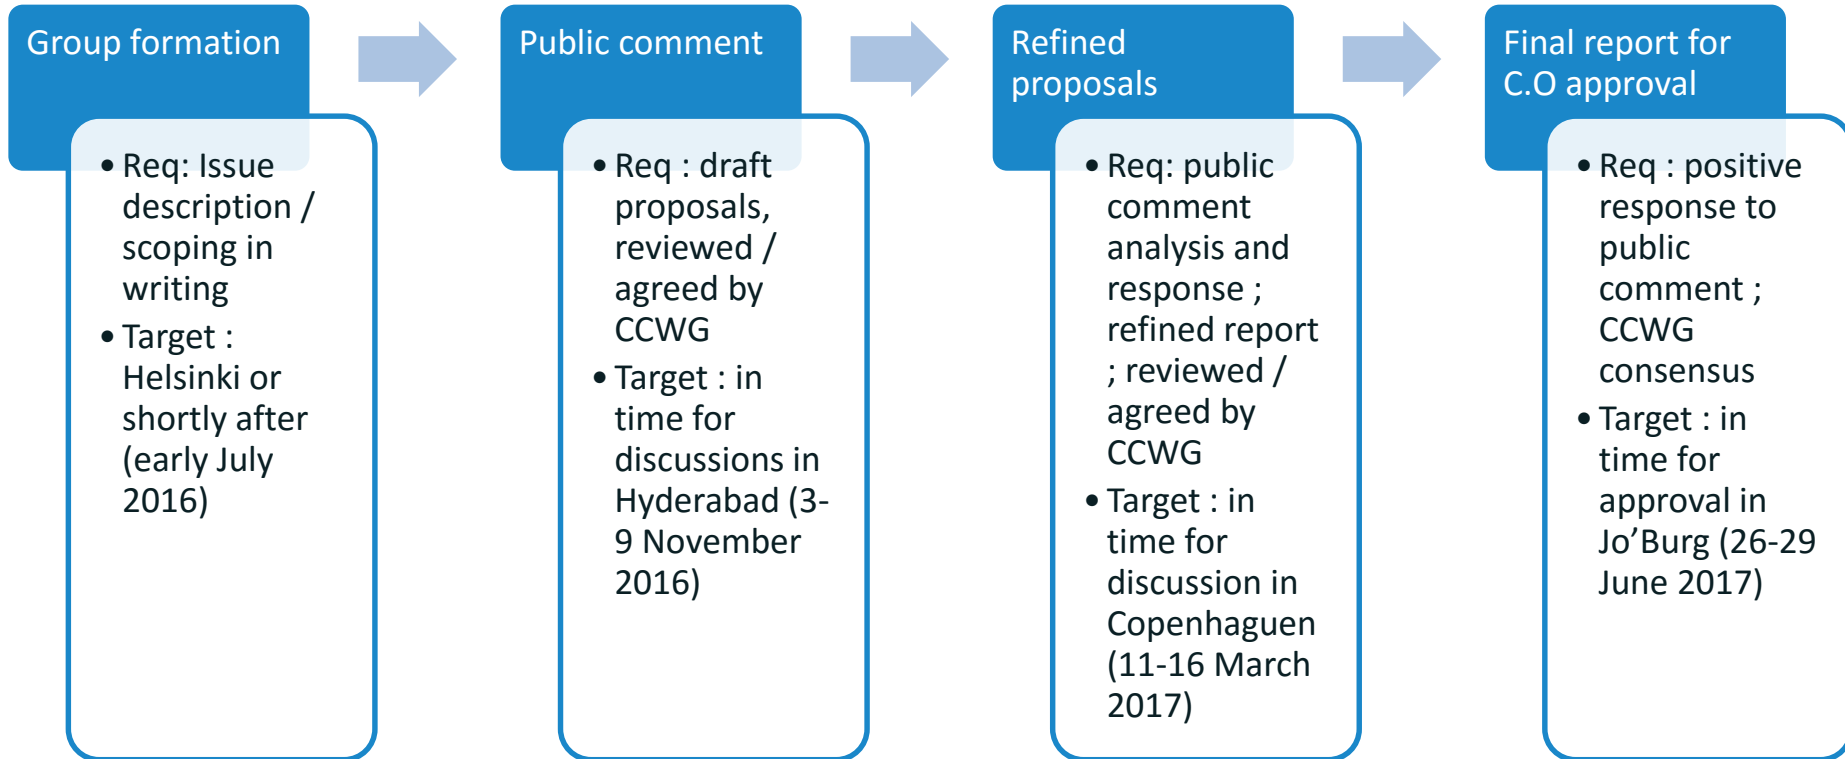 Group formation
• Req: Issue
description /
scoping in
writing
• Target :
Helsinki or
shortly after
(early July
2016)
Public comment
• Req : draft
proposals,
reviewed /
agreed by
CCWG
• Target : in
time for
discussions in
Hyderabad (3-
9 November
2016)
Refined
proposals
• Req: public
comment
analysis and
response ;
refined report
; reviewed /
agreed by
CCWG
• Target : in
time for
discussion in
Copenhaguen
(11-16 March
2017)
Final report for
C.O approval
• Req : positive
response to
public
comment ;
CCWG
consensus
• Target : in
time for
approval in
Jo’Burg (26-29
June 2017)